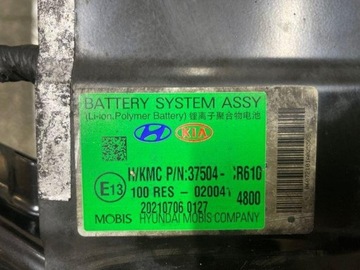 BATTERY SYSTEM ASSY
(Li-Ion Polymer Battery) 锂离子聚合物电池
KIA
P/N:37504- R610
E13
100 RES - 02004 4800
20210706 0127
MOBIS HYUNDAI MOBIS COMPANY